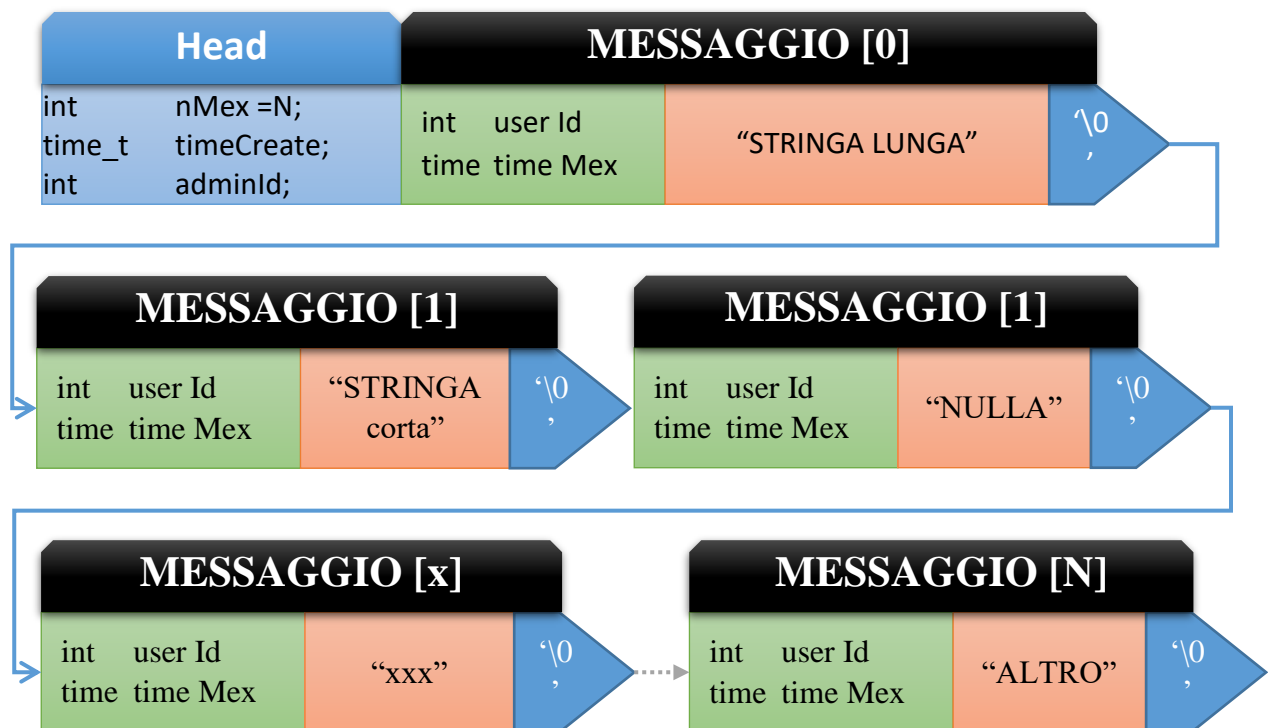 Head
MESSAGGIO [0]
int nMex =N;
time_t timeCreate;
int adminId;
int user Id
time time Mex
“STRINGA LUNGA”
‘\0
’
MESSAGGIO [1]
int user Id
time time Mex
“STRINGA
corta”
‘\0
’
MESSAGGIO [1]
int user Id
time time Mex
“NULLA”
‘\0
’
MESSAGGIO [x]
int user Id
time time Mex
“xxx”
‘\0
’
MESSAGGIO [N]
int user Id
time time Mex
“ALTRO”
‘\0
’